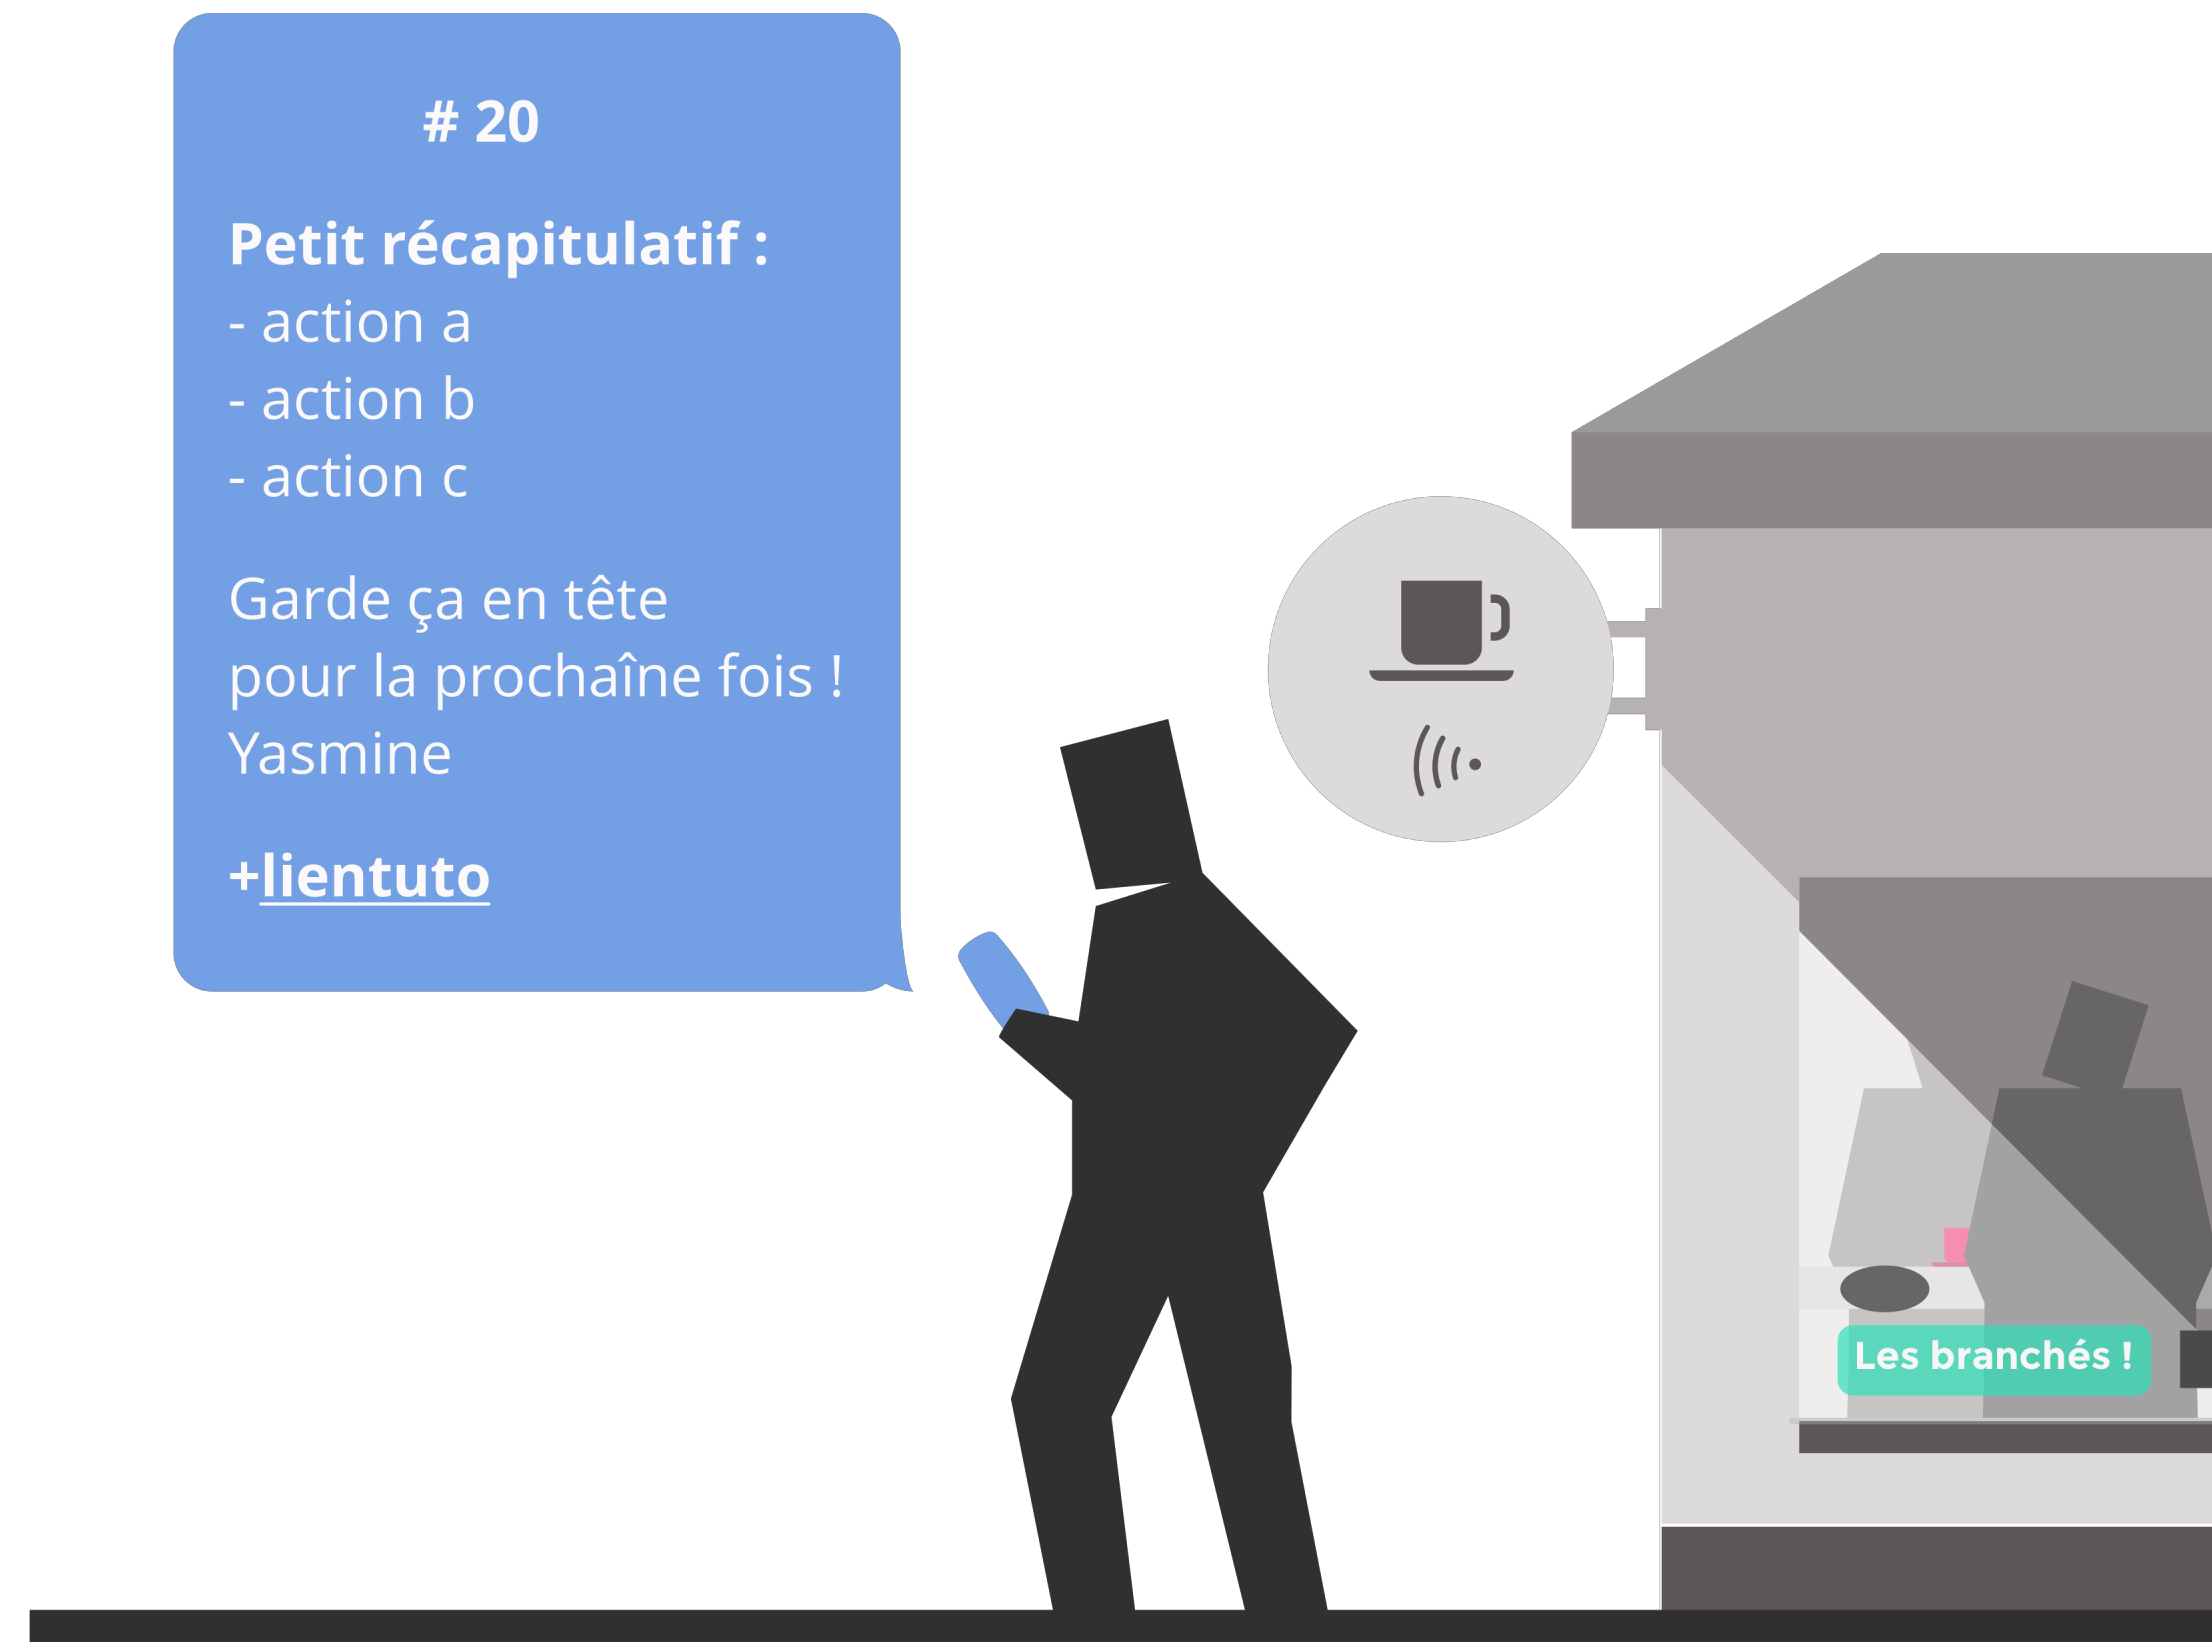 # 20
Petit récapitulatif :
- action a
- action b
- action c
Garde ça en tête
pour la prochaîne fois !
Yasmine
+lientuto
Les branchés !